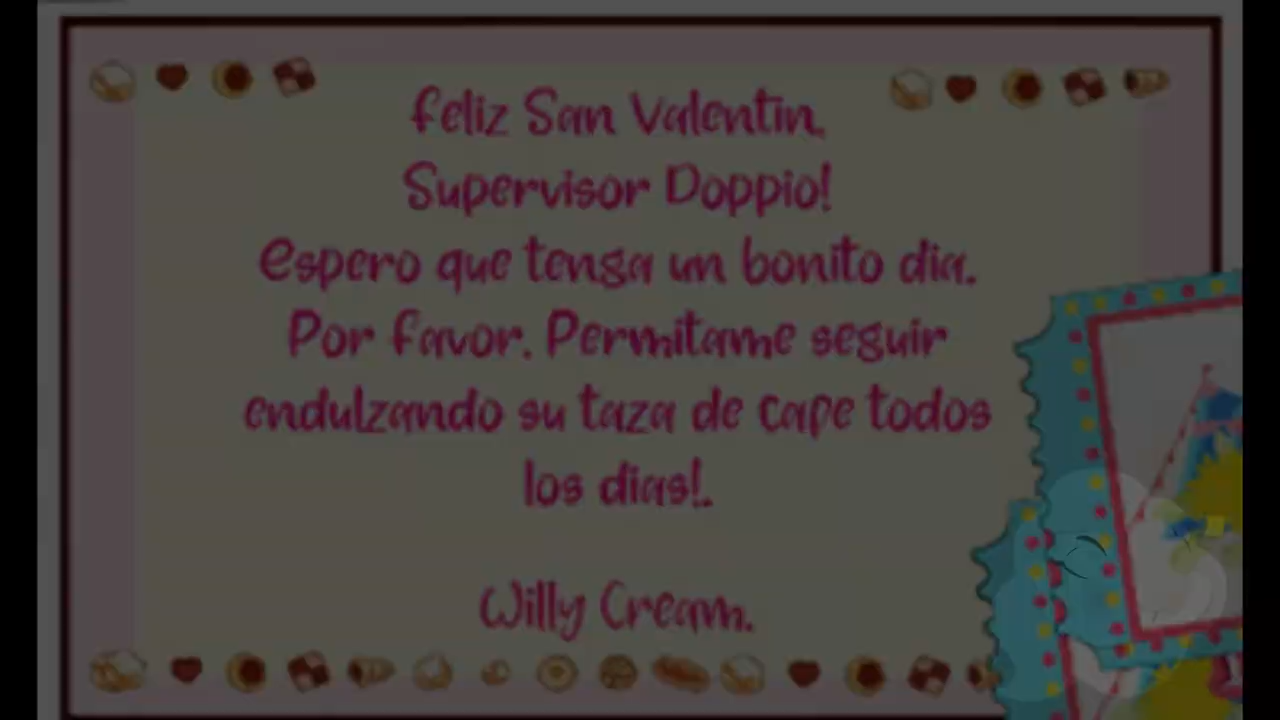 Feliz San Valentin,
Supervisor Doppio!
Espero que tenga un bonito dia.
Por favor, Permitame seguir
endulzando su taza de cafe todos
los dias!.
Willy Cream.